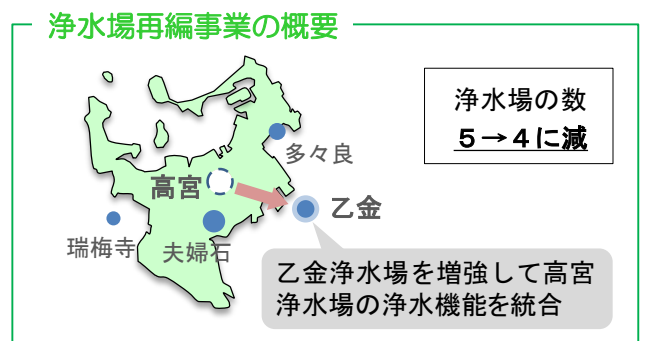 浄水場再編事業の概要
浄水場の数
5→4に減
多々良
高宮
乙金
瑞梅寺
夫婦石
乙金浄水場を増強して高宮
浄水場の浄水機能を統合